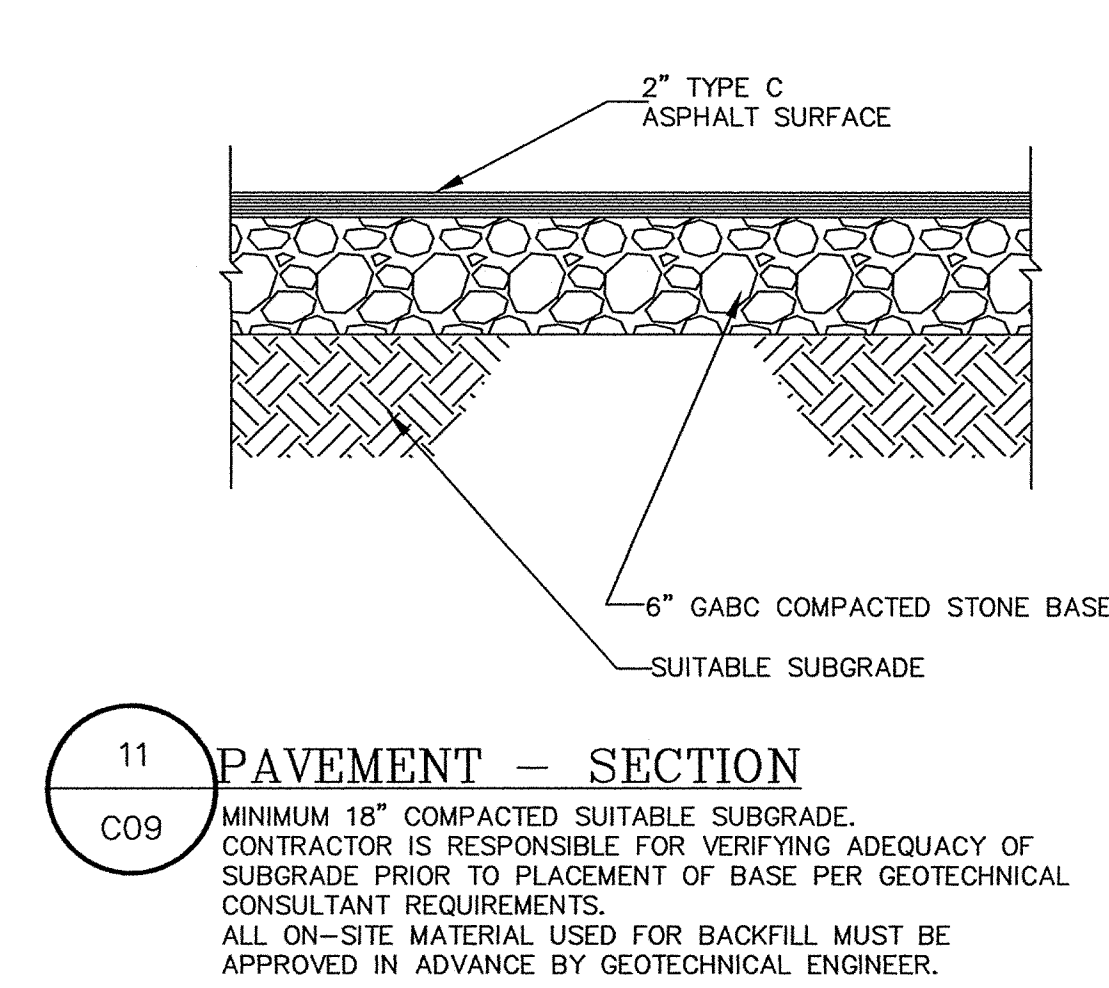 2” TYPE C
ASPHALT SURFACE
6” GABC COMPACTED STONE BASE
SUITABLE SUBGRADE
11
C09
PAVEMENT – SECTION
MINIMUM 18” COMPACTED SUITABLE SUBGRADE.
CONTRACTOR IS RESPONSIBLE FOR VERIFYING ADEQUACY OF
SUBGRADE PRIOR TO PLACEMENT OF BASE PER GEOTECHNICAL
CONSULTANT REQUIREMENTS.
ALL ON–SITE MATERIAL USED FOR BACKFILL MUST BE
APPROVED IN ADVANCE BY GEOTECHNICAL ENGINEER.